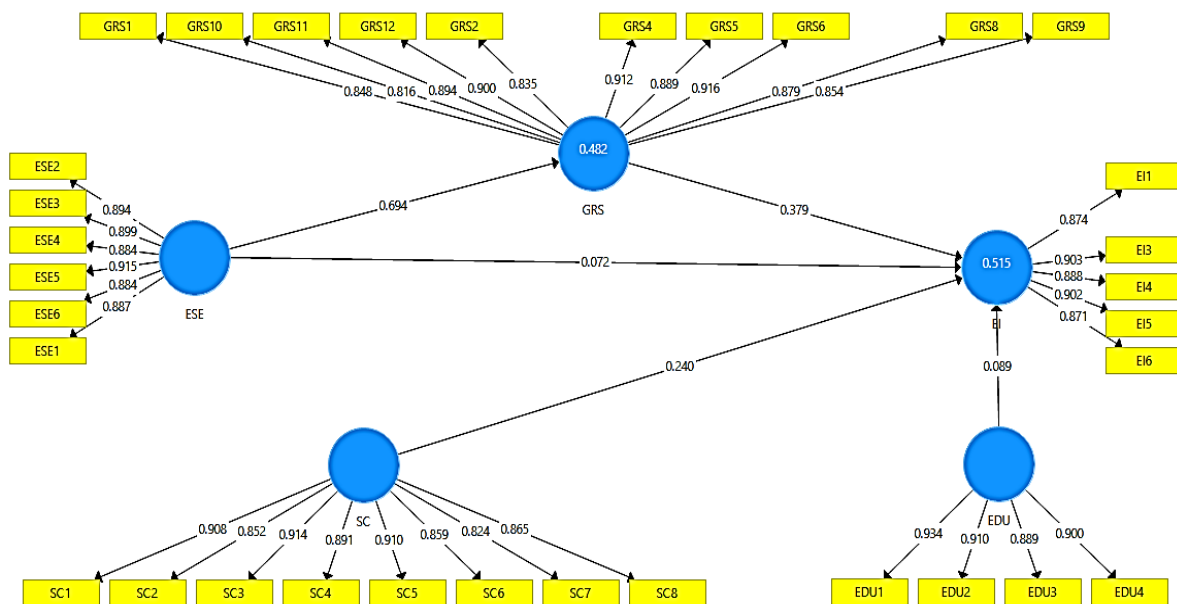 GRS1 GRS10 GRS11 GRS12 GRS2 GRS4 GRS5 GRS6 GRS8 GRS9
0.848 0.816 0.894 0.900 0.835 0.912 0.889 0.916 0.879 0.854
0.482
GRS
ESE2
ESE3
ESE4
ESE5
ESE6
ESE1
0.894
0.899
0.884
0.915
0.884
0.887
ESE
0.694
0.379
0.072
0.240
0.089
0.515
EI
0.874
0.903
0.888
0.902
0.871
EI1
EI3
EI4
EI5
EI6
SC
0.908 0.852 0.914 0.891 0.910 0.859 0.824 0.865
SC1 SC2 SC3 SC4 SC5 SC6 SC7 SC8
EDU
0.934 0.910 0.889 0.900
EDU1 EDU2 EDU3 EDU4